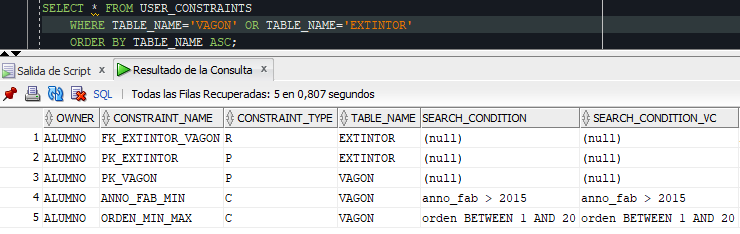 SELECT * FROM USER_CONSTRAINTS
WHERE TABLE_NAME='VAGON' OR TABLE_NAME='EXTINTOR'
ORDER BY TABLE_NAME ASC;
Salida de Script x Resultado de la Consulta x
SQL | Todas las Filas Recuperadas: 5 en 0,807 segundos
OWNER CONSTRAINT_NAME CONSTRAINT_TYPE TABLE_NAME SEARCH_CONDITION SEARCH_CONDITION_VC
1 ALUMNO FK_EXTINTOR_VAGON R EXTINTOR (null) (null)
2 ALUMNO PK_EXTINTOR P EXTINTOR (null) (null)
3 ALUMNO PK_VAGON P VAGON (null) (null)
4 ALUMNO ANNO_FAB_MIN C VAGON anno_fab > 2015 anno_fab > 2015
5 ALUMNO ORDEN_MIN_MAX C VAGON orden BETWEEN 1 AND 20 orden BETWEEN 1 AND 20